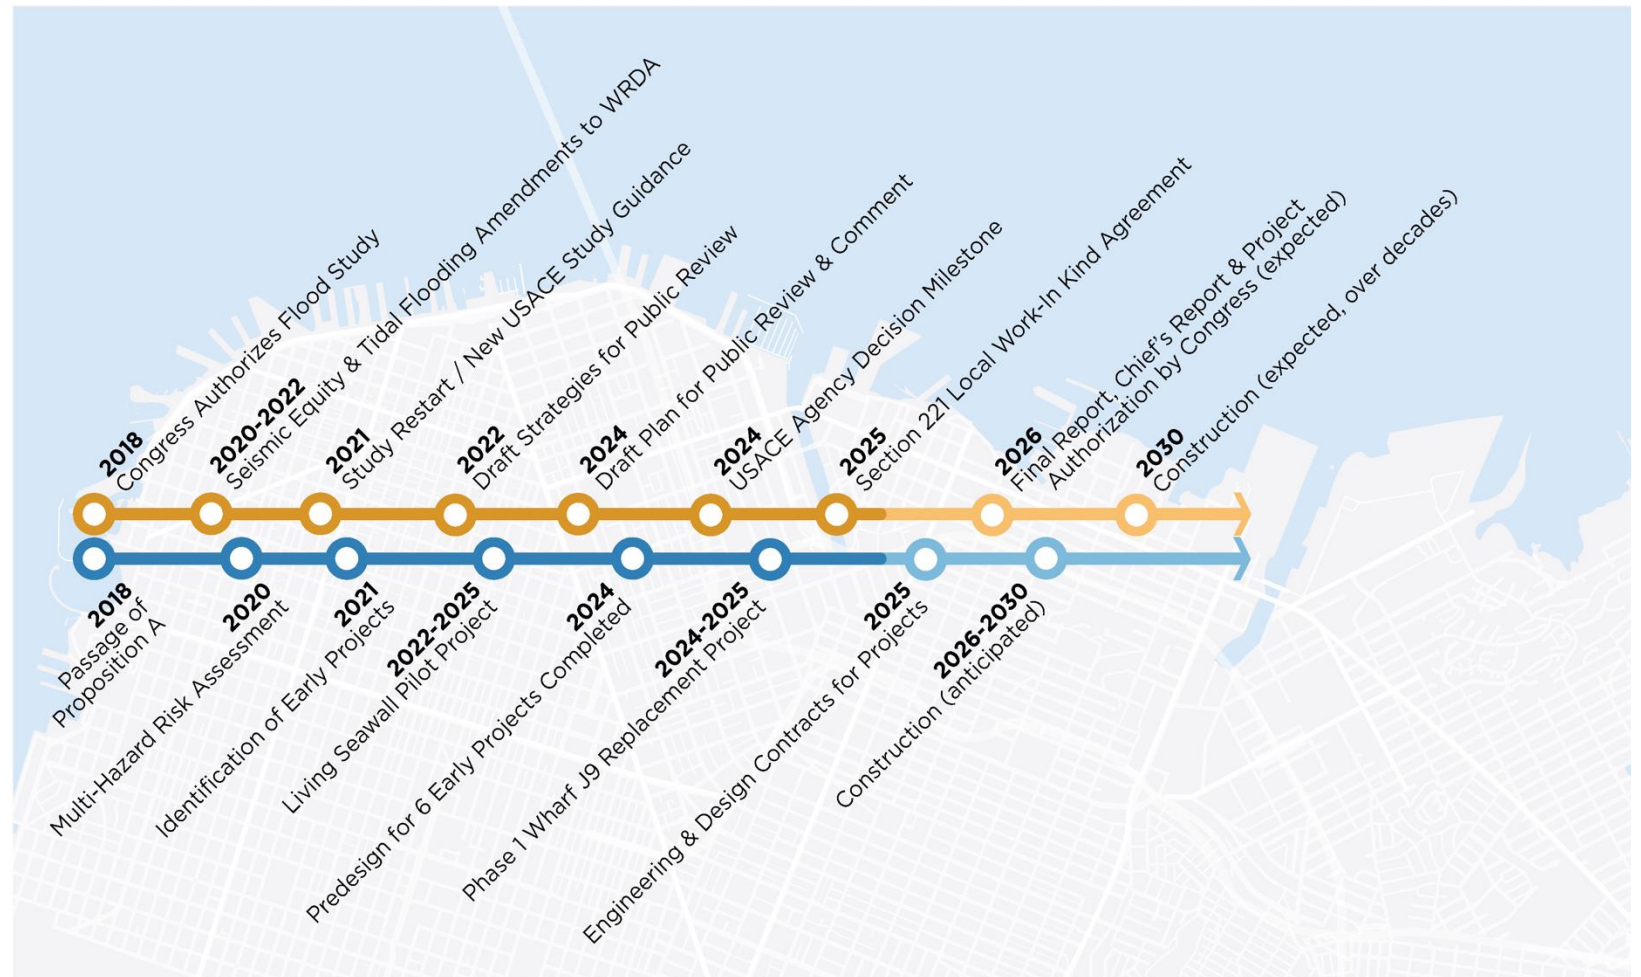 2018
Congress Authorizes Flood Study
2020-2022
Seismic Equity & Tidal Flooding Amendments to WRDA
2021
Study Restart / New USACE Study Guidance
2022
Draft Strategies for Public Review
2024
Draft Plan for Public Review & Comment
2024
USACE Agency Decision Milestone
2025
Section 221 Local Work-In-Kind Agreement
2026
Final Report, Chief's Report & Project
Authorization by Congress (expected)
2030
Construction (expected, over decades)
2018
Passage of
Proposition A
2020
Multi-Hazard Risk Assessment
2021
Identification of Early Projects
2022-2025
Living Seawall Pilot Project
2024
Predesign for 6 Early Projects Completed
2024-2025
Phase 1 Wharf J9 Replacement Project
2025
Engineering & Design Contracts for Projects
2026-2030
Construction (anticipated)